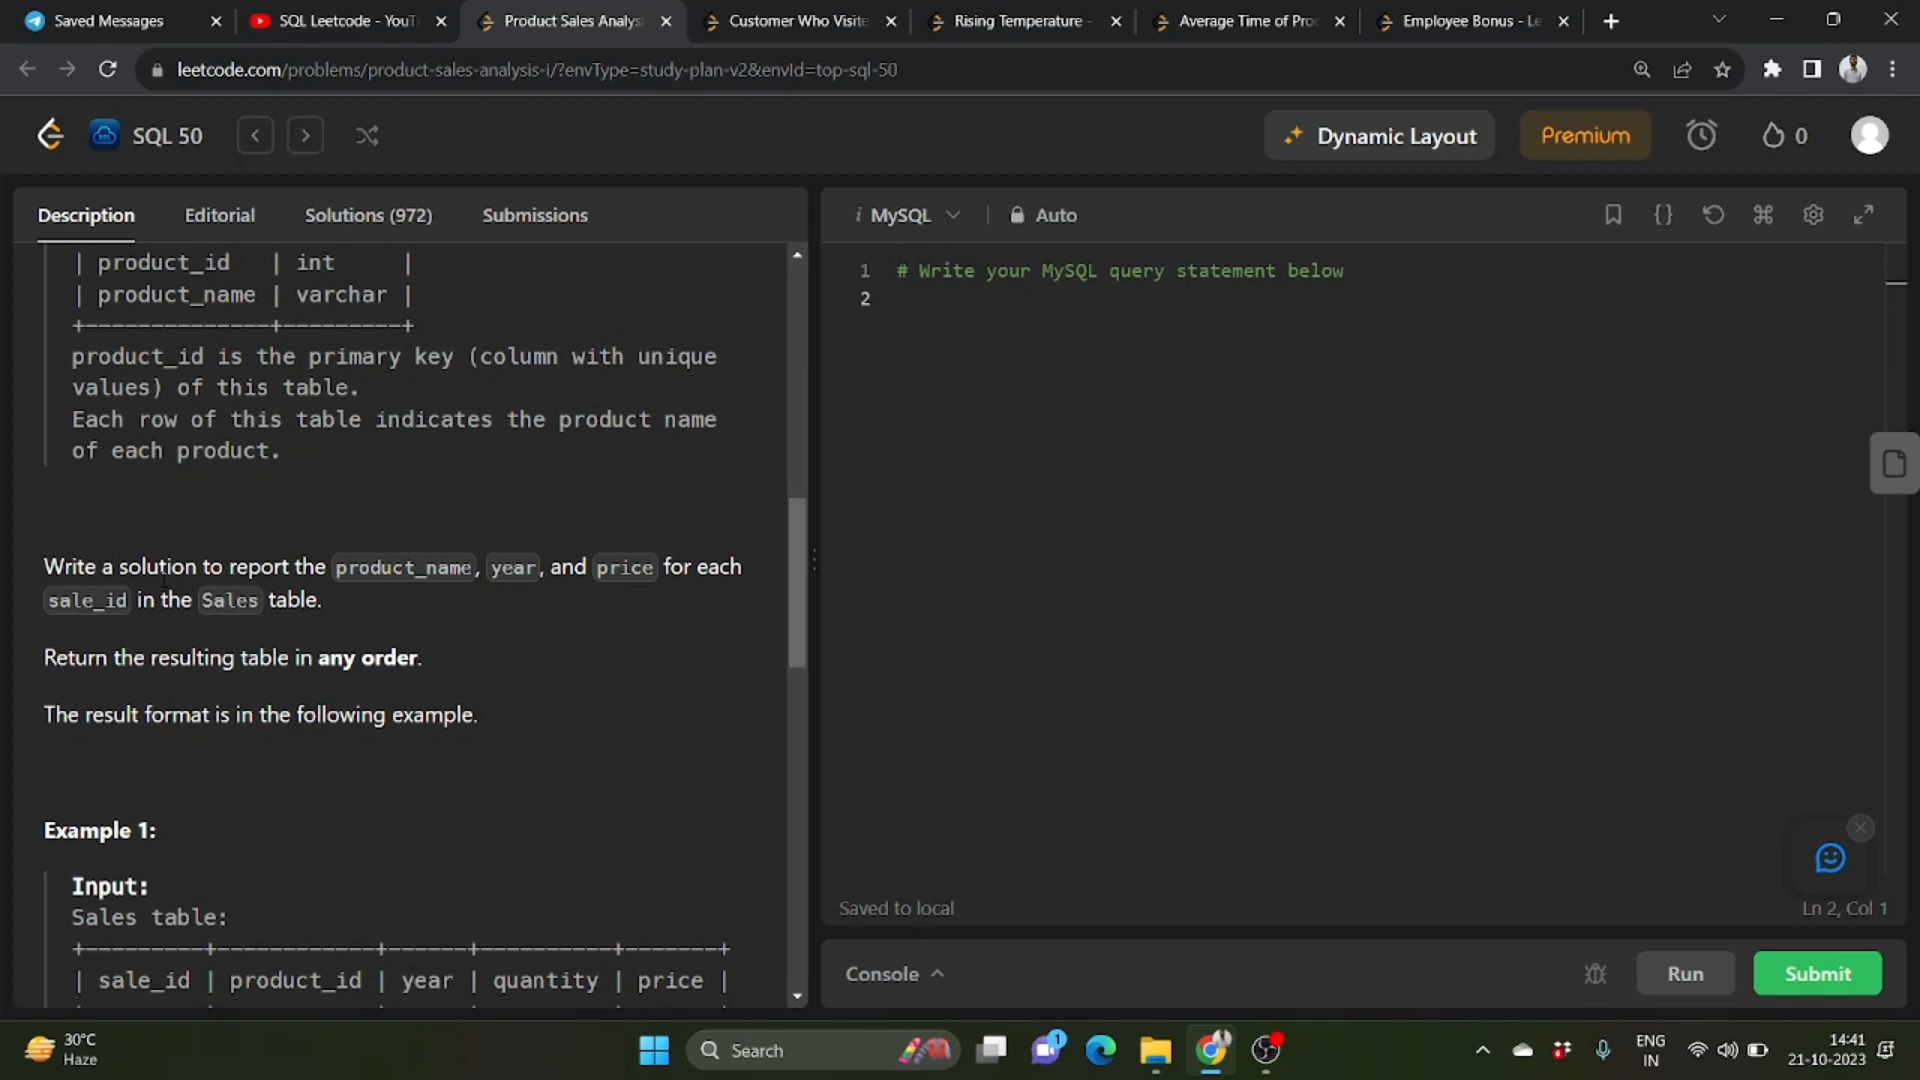 Saved Messages
SQL Leetcode - YouT
Product Sales Analys
Customer Who Visite
Rising Temperature -
Average Time of Pro
Employee Bonus - Le
leetcode.com/problems/product-sales-analysis-i/?envType=study-plan-v2&envId=top-sql-50
SQL 50
Dynamic Layout
Premium
0
Description
Editorial
Solutions (972)
Submissions
| product_id | int |
| product_name | varchar |
+--------------+---------+
product_id is the primary key (column with unique
values) of this table.
Each row of this table indicates the product name
of each product.
Write a solution to report the product_name, year, and price for each
sale_id in the Sales table.
Return the resulting table in any order.
The result format is in the following example.
Example 1:
Input:
Sales table:
+---------+------------+------+----------+-------+
| sale_id | product_id | year | quantity | price |
i MySQL
Auto
{}
1 # Write your MySQL query statement below
2
Saved to local
Ln 2, Col 1
Console
Run
Submit
30°C
Haze
Search
1
ENG
IN
14:41
21-10-2023